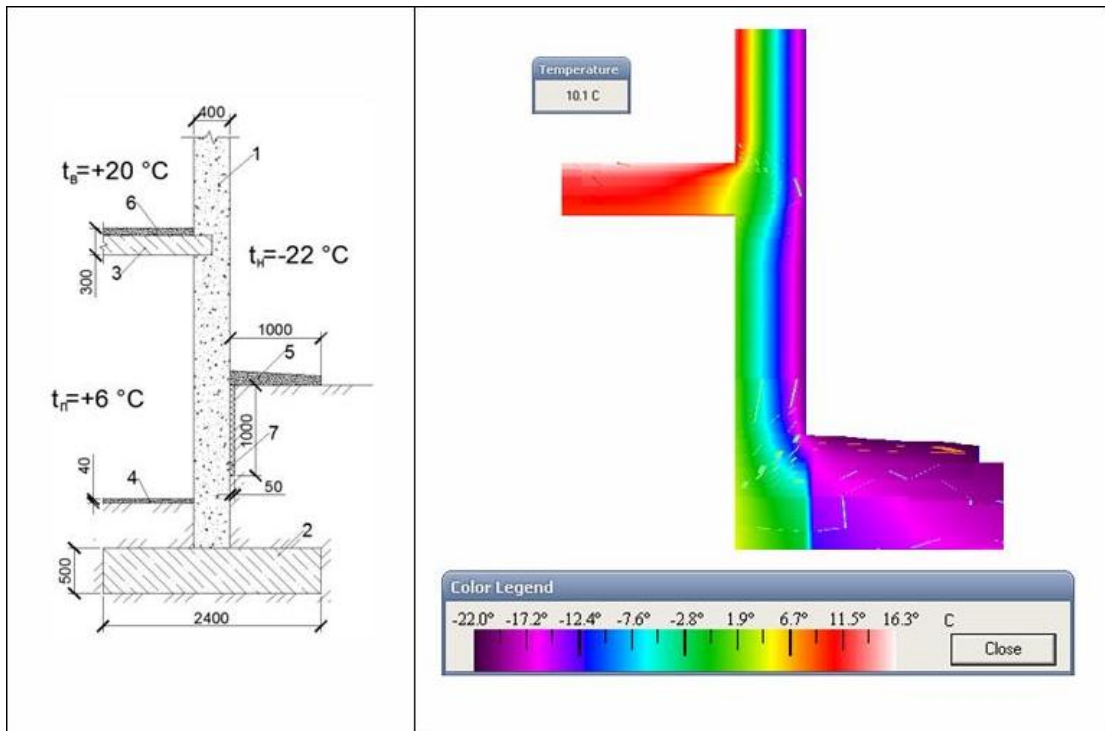 400
1
tв=+20 °C
6
3
300
tн=-22 °C
1000
5
tп=+6 °C
1000
7
40
4
50
2
500
2400
Temperature
10.1 C
Color Legend
-22.0° -17.2° -12.4° -7.6° -2.8° 1.9° 6.7° 11.5° 16.3° C
Close